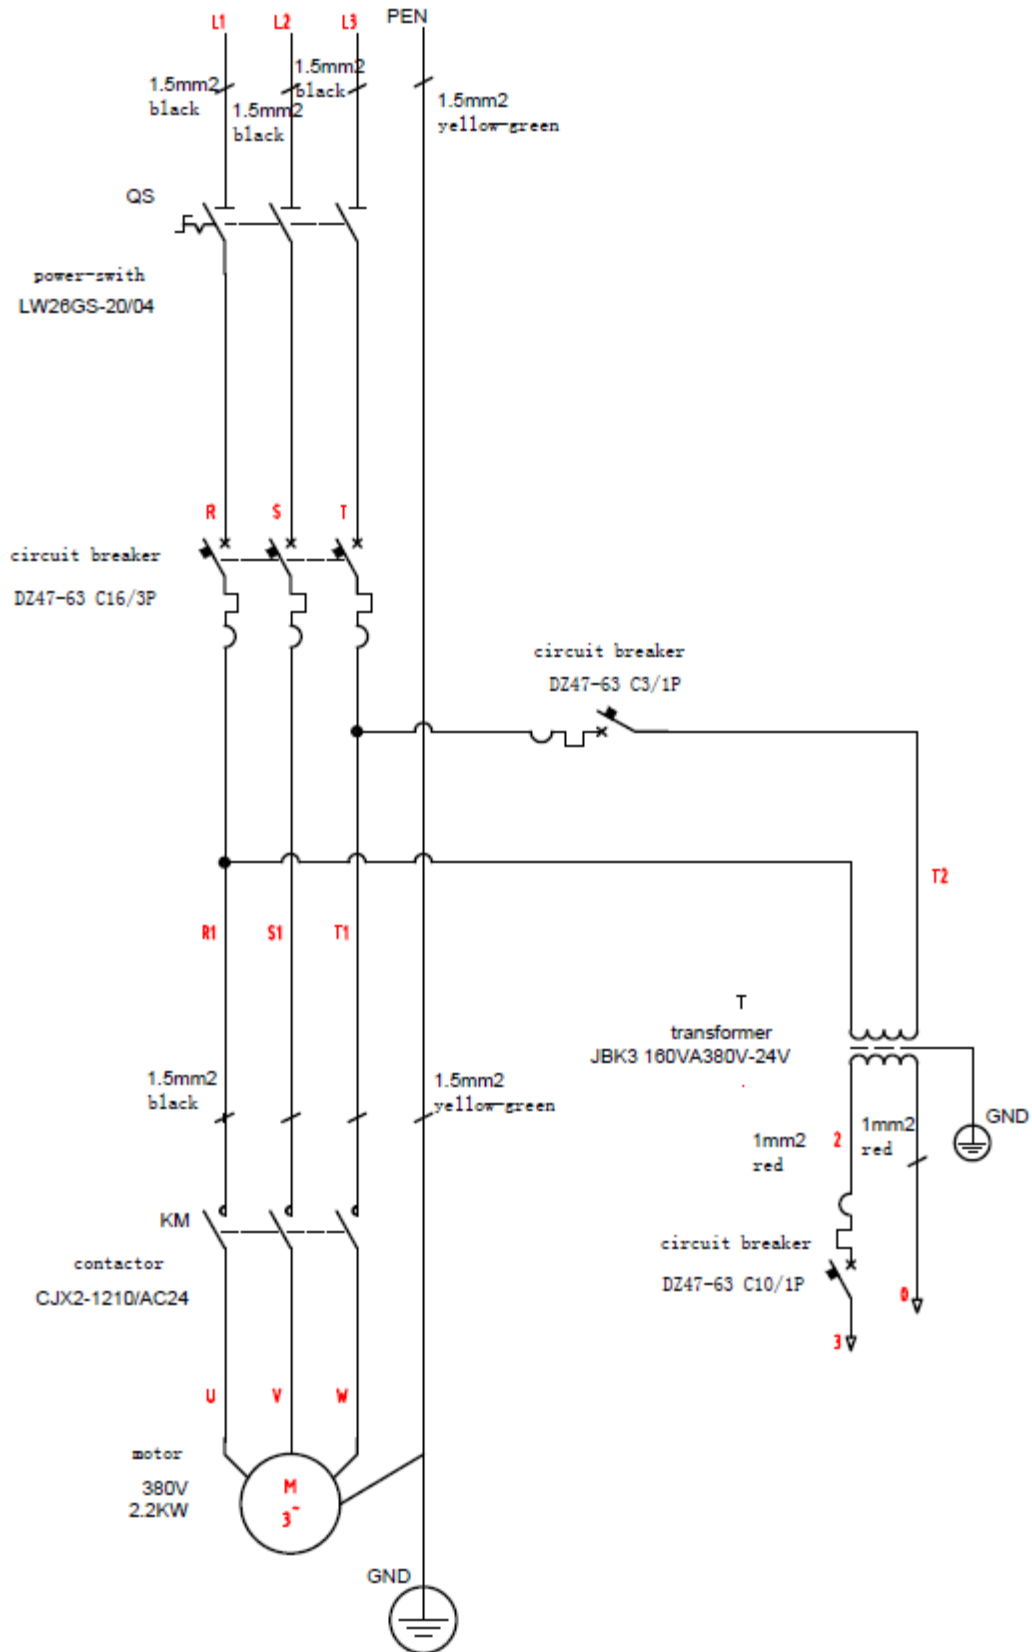 L1
L2
L3
PEN
1.5mm2
black
1.5mm2
black
1.5mm2
black
1.5mm2
yellow-green
QS
power-swith
LW26GS-20/04
R
S
T
circuit breaker
DZ47-63 C16/3P
circuit breaker
DZ47-63 C3/1P
T2
R1
S1
T1
T
transformer
JBK3 160VA380V-24V
1.5mm2
black
1.5mm2
yellow-green
GND
1mm2
red
2
1mm2
red
KM
contactor
CJX2-1210/AC24
circuit breaker
DZ47-63 C10/1P
0
3
U
V
W
motor
380V
2.2KW
M
3~
GND